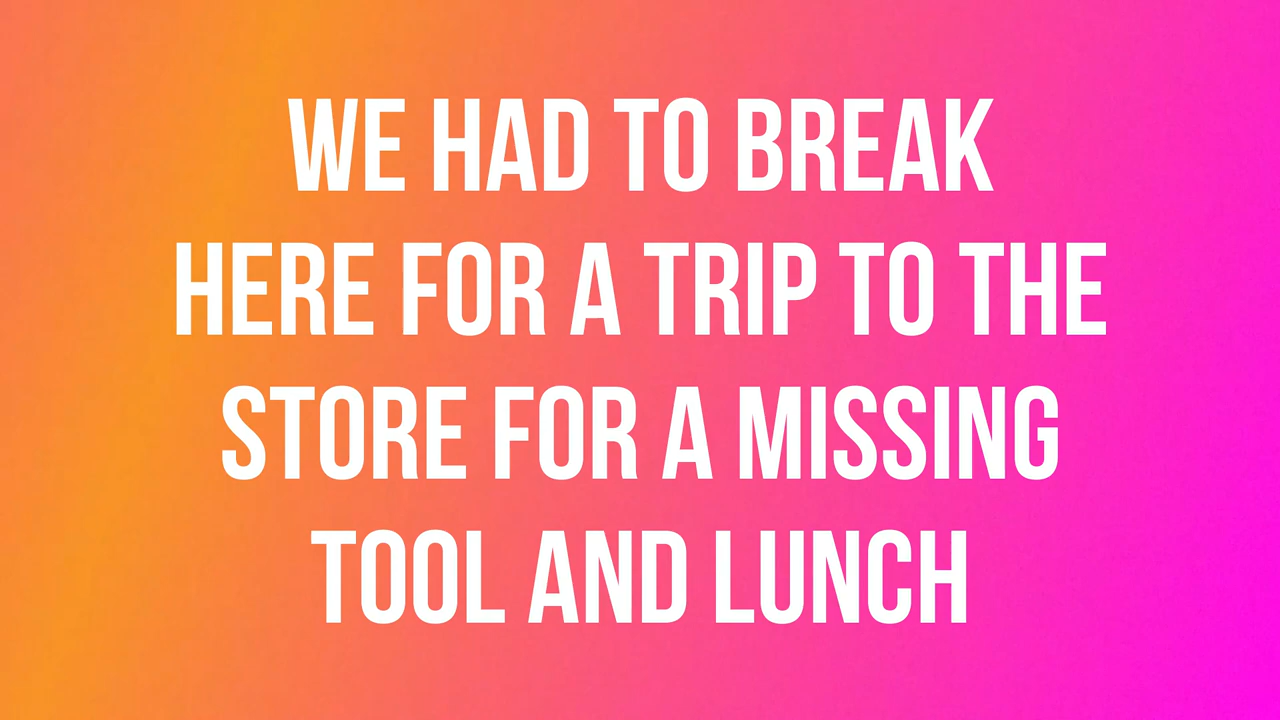 WE HAD TO BREAK
HERE FOR A TRIP TO THE
STORE FOR A MISSING
TOOL AND LUNCH